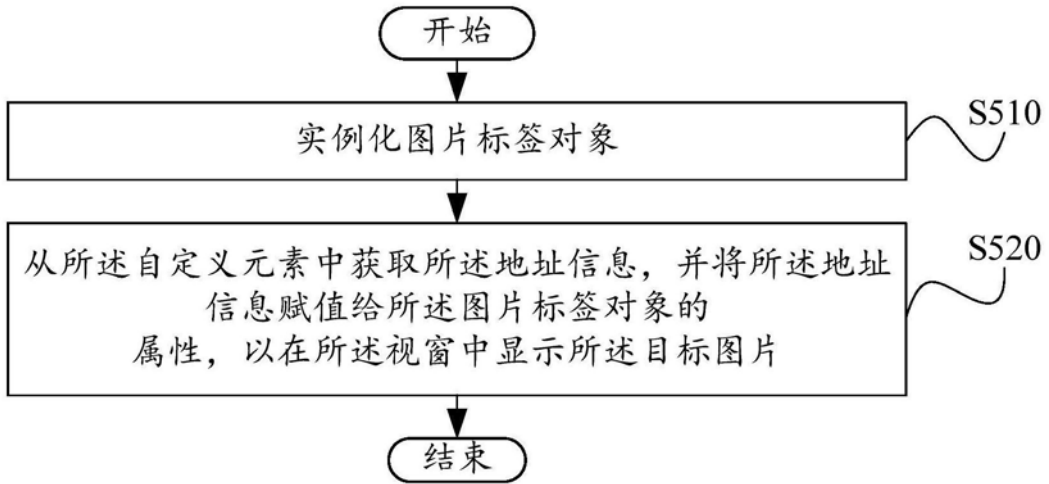 开始
实例化图片标签对象
S510
从所述自定义元素中获取所述地址信息，并将所述地址
信息赋值给所述图片标签对象的
属性，以在所述视窗中显示所述目标图片
S520
结束